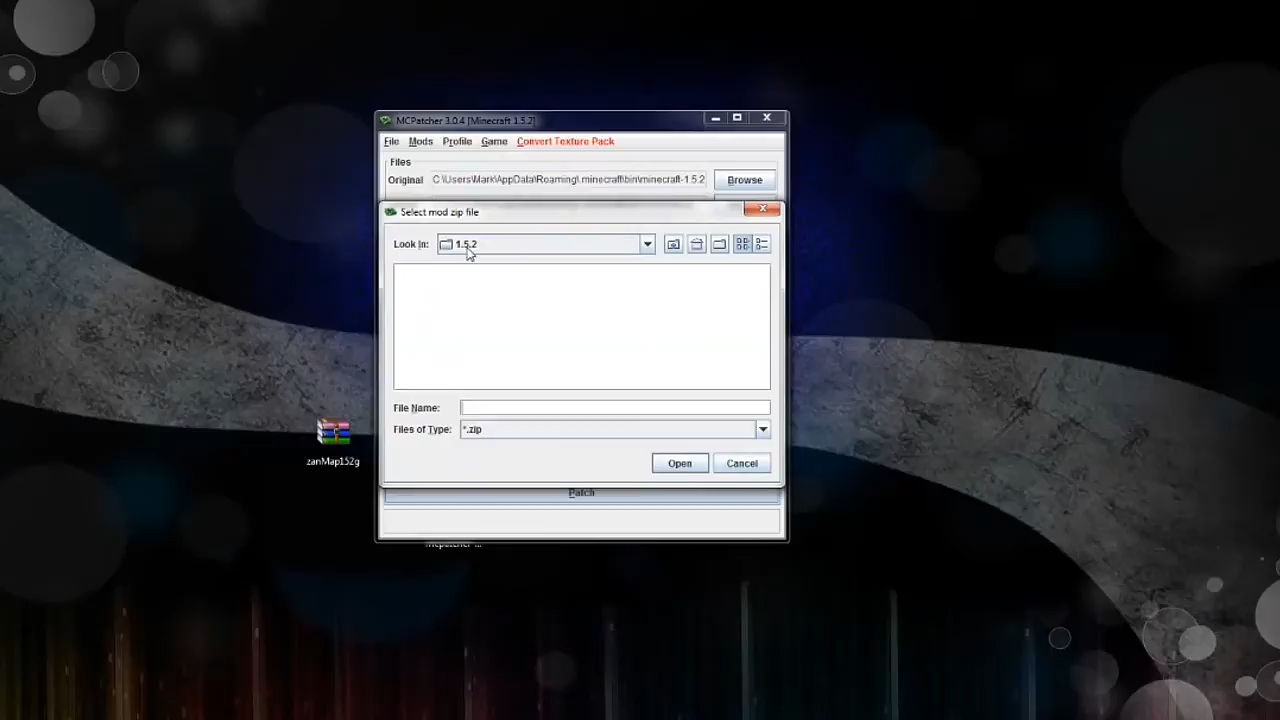 MCPatcher 3.0.4 [Minecraft 1.5.2]
File Mods Profile Game Convert Texture Pack
Files
Original C:\Users\Mark\AppData\Roaming\.minecraft\bin\minecraft-1.5.2 Browse
Select mod zip file
Look In: 1.5.2
File Name:
Files of Type: *.zip
Open Cancel
zanMap152g
Patch